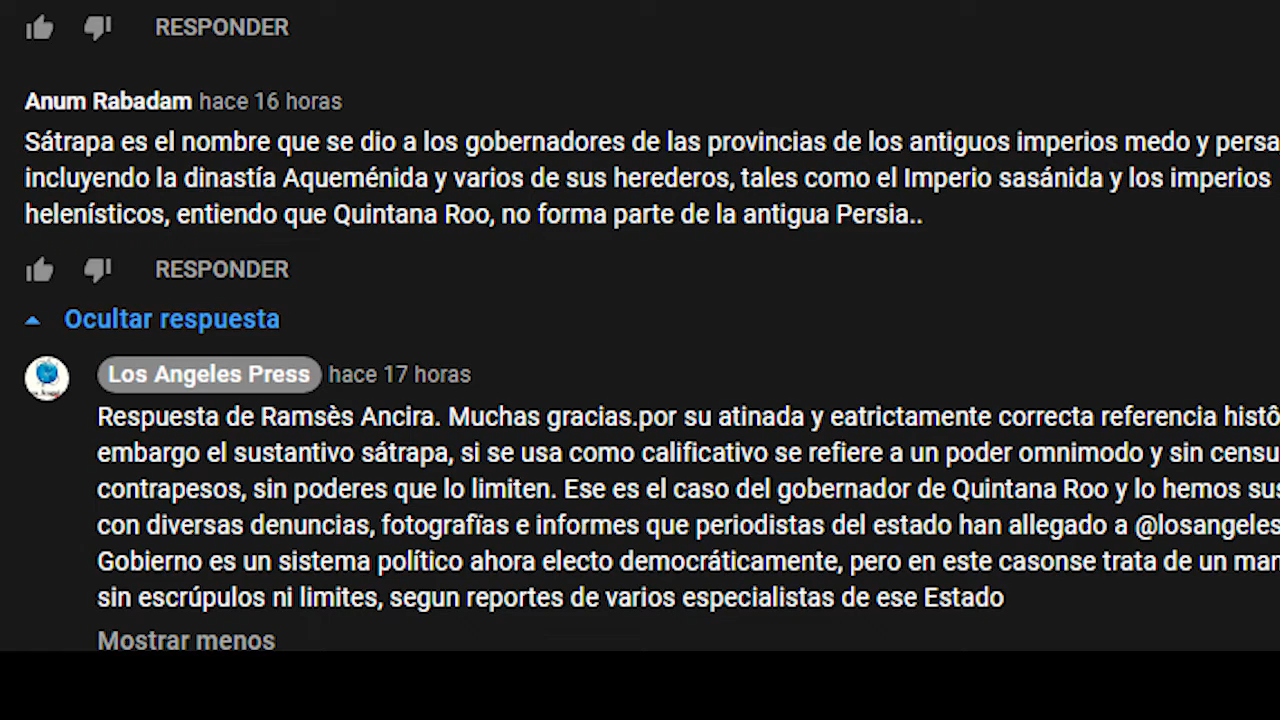 RESPONDER
Anum Rabadam hace 16 horas
Sátrapa es el nombre que se dio a los gobernadores de las provincias de los antiguos imperios medo y persa
incluyendo la dinastía Aqueménida y varios de sus herederos, tales como el Imperio sasánida y los imperios
helenísticos, entiendo que Quintana Roo, no forma parte de la antigua Persia..
RESPONDER
Ocultar respuesta
Los Angeles Press hace 17 horas
Respuesta de Ramsès Ancira. Muchas gracias.por su atinada y eatrictamente correcta referencia histô
embargo el sustantivo sátrapa, si se usa como calificativo se refiere a un poder omnimodo y sin censu
contrapesos, sin poderes que lo limiten. Ese es el caso del gobernador de Quintana Roo y lo hemos sus
con diversas denuncias, fotografïas e informes que periodistas del estado han allegado a @losangeles
Gobierno es un sistema político ahora electo democráticamente, pero en este casonse trata de un man
sin escrúpulos ni limites, segun reportes de varios especialistas de ese Estado
Mostrar menos